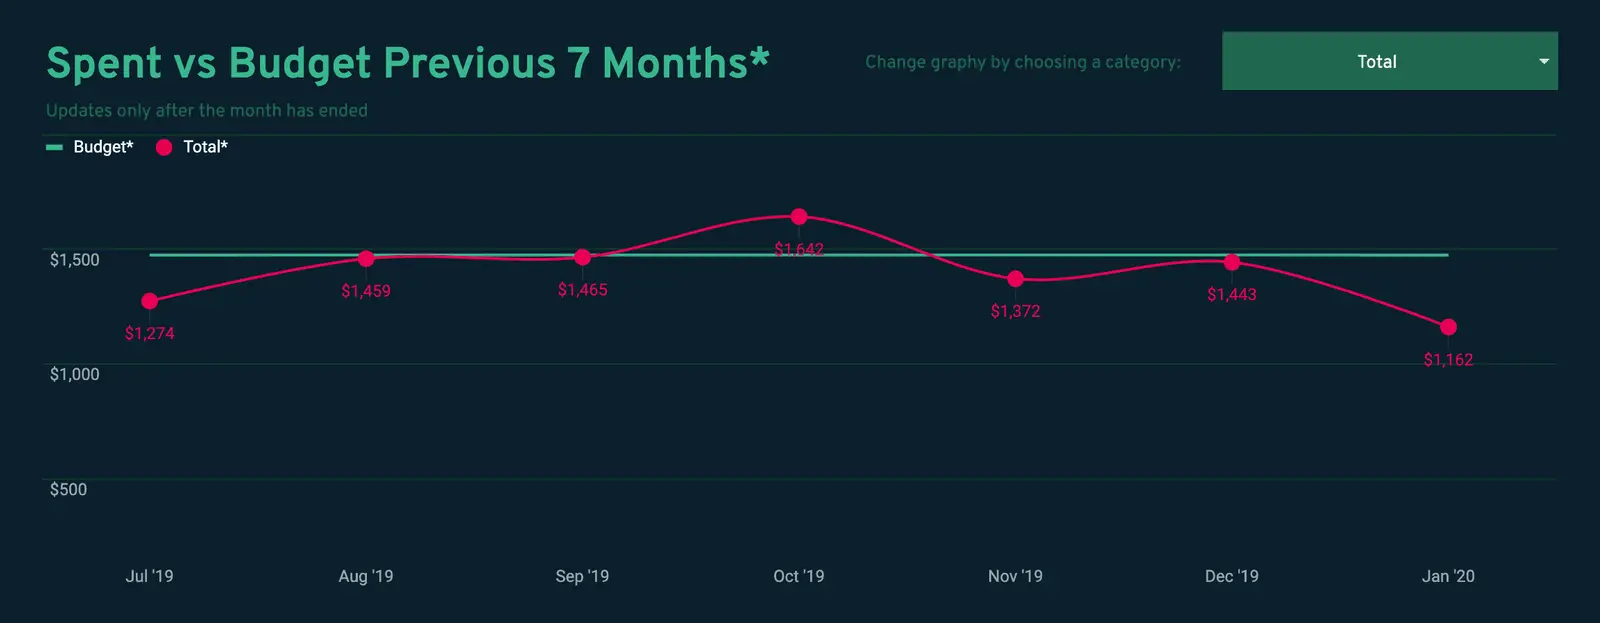 Spent vs Budget Previous 7 Months*
Change graphy by choosing a category:
Total
Updates only after the month has ended
Budget*
Total*
$1,642
$1,500
$1,459
$1,465
$1,443
$1,372
$1,274
$1,162
$1,000
$500
Jul '19
Aug '19
Sep '19
Oct '19
Nov '19
Dec '19
Jan '20